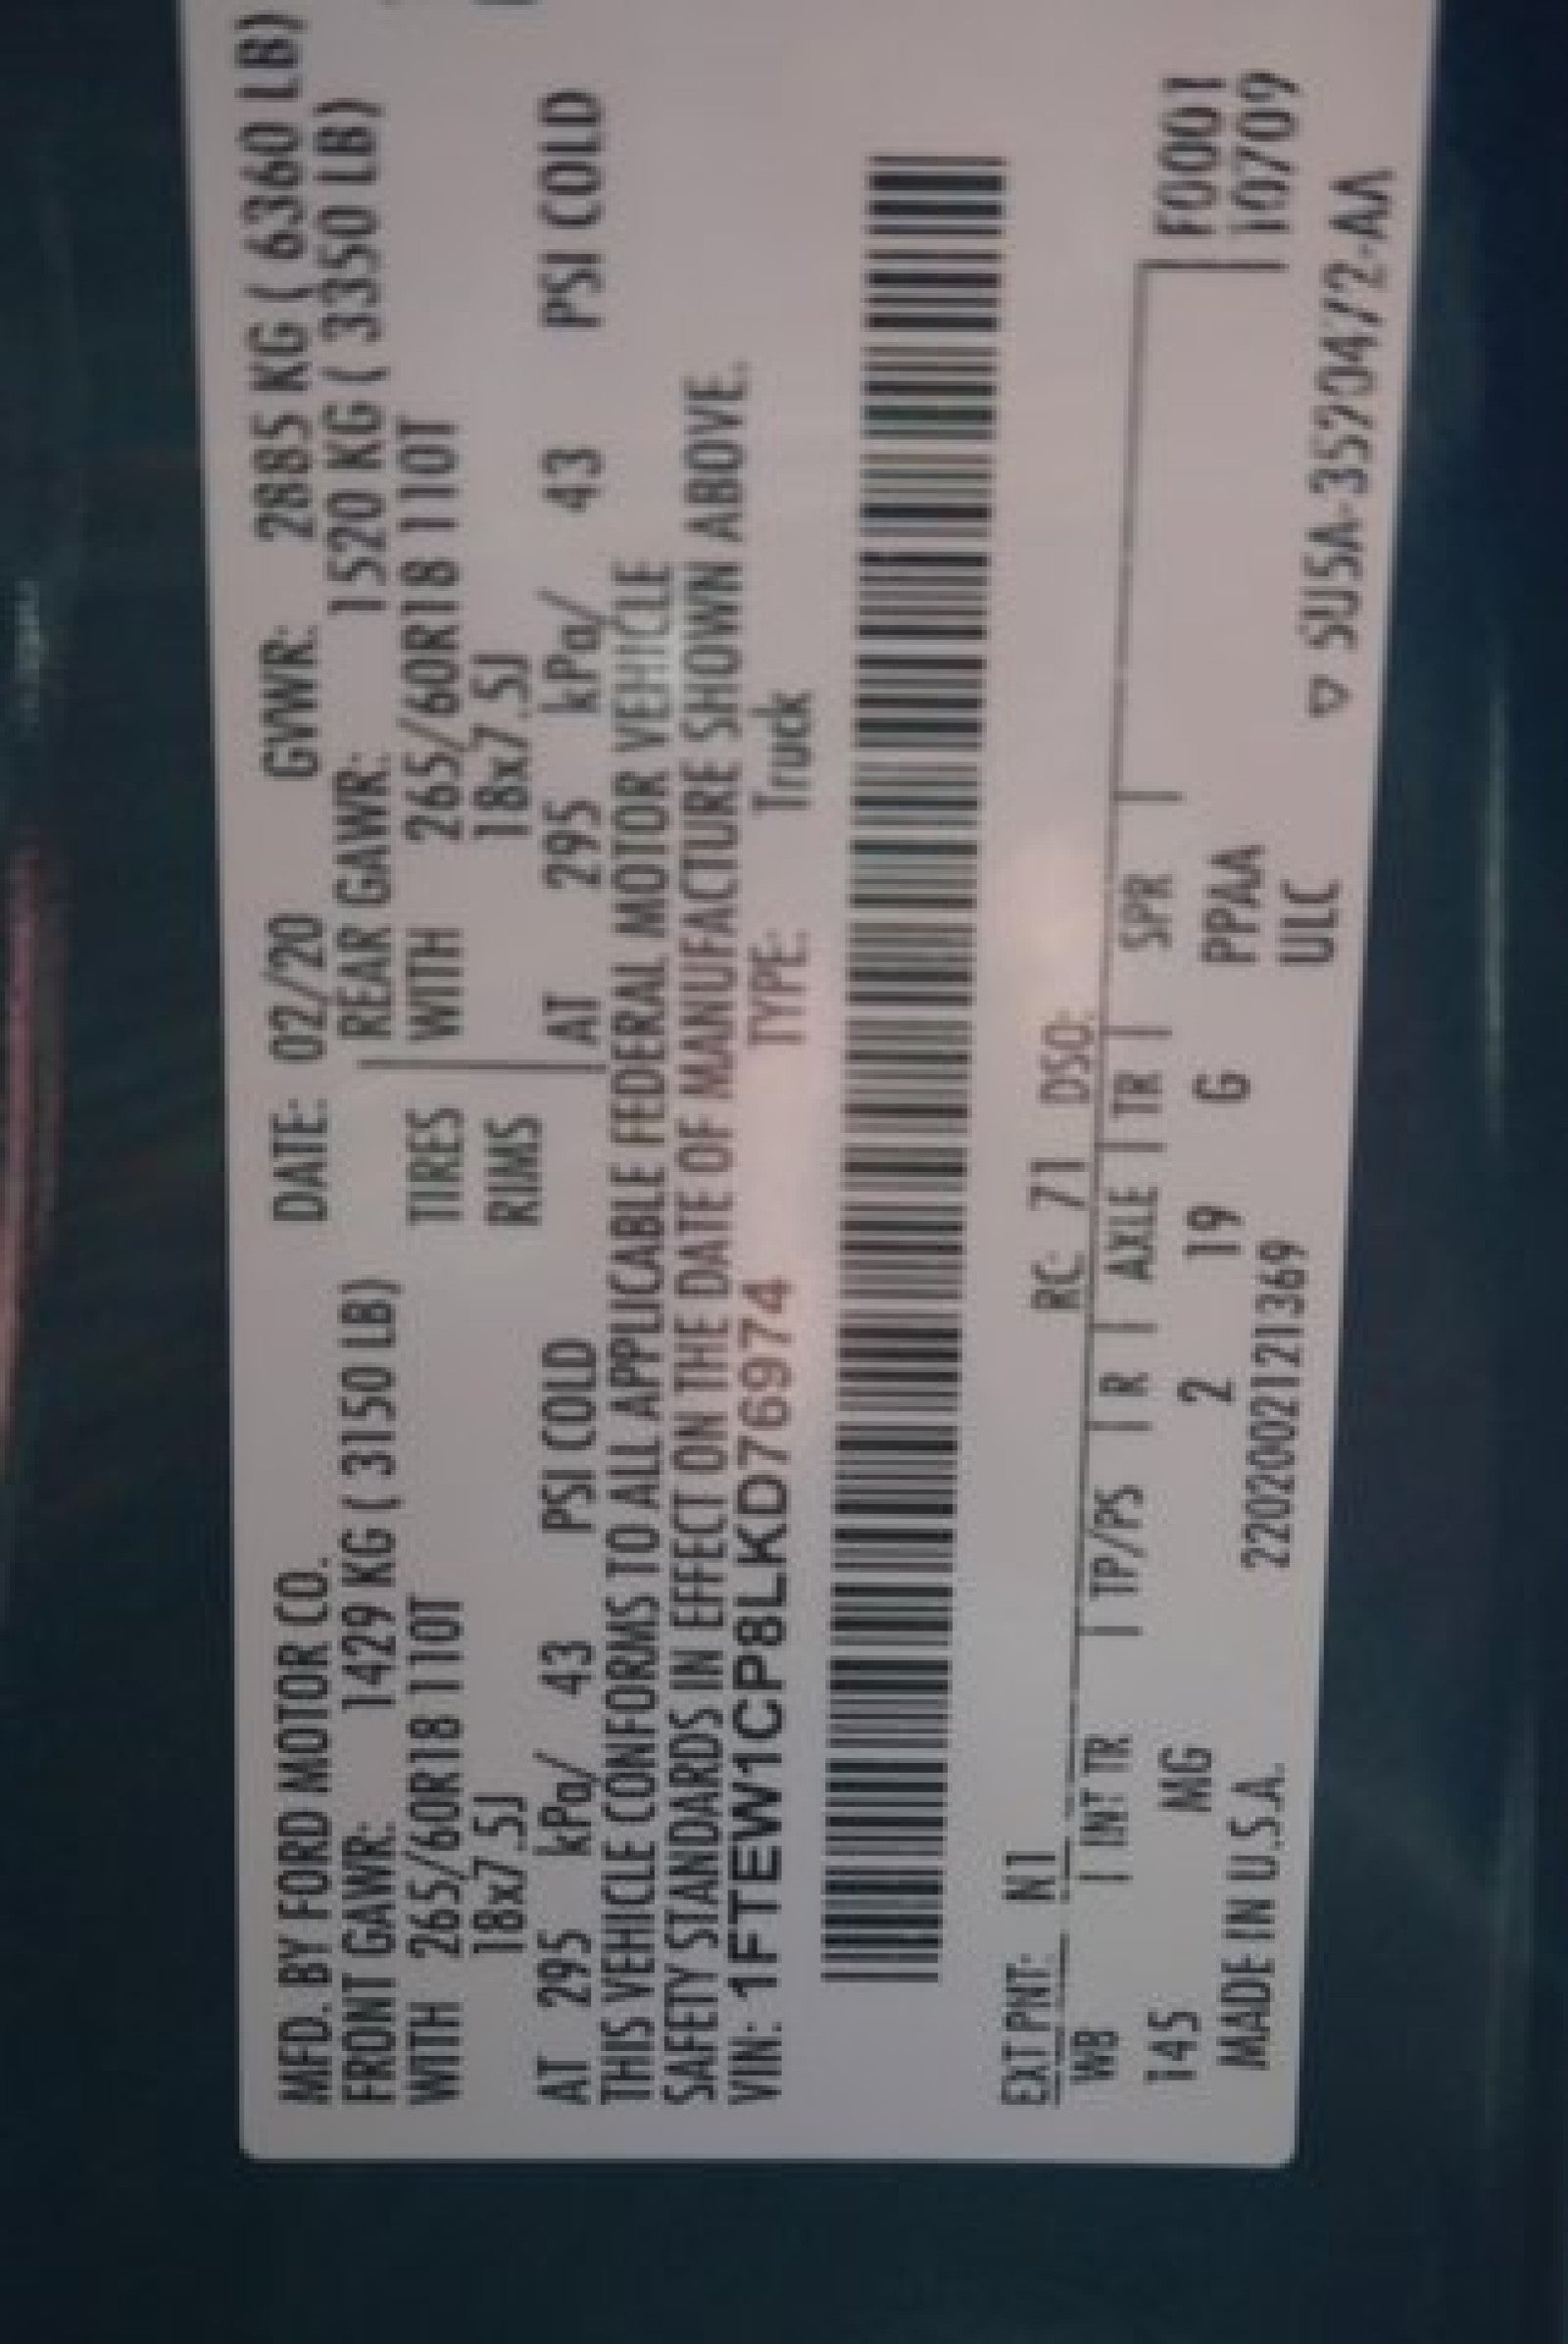 MFD. BY FORD MOTOR CO. DATE: 02/20 GVWR: 2885 KG ( 6360 LB)
FRONT GAWR: 1429 KG ( 3150 LB) REAR GAWR: 1520 KG ( 3350 LB)
WITH 265/60R18 110T TIRES WITH 265/60R18 110T
18x7.5J RIMS 18x7.5J
AT 295 kPa/ 43 PSI COLD AT 295 kPa/ 43 PSI COLD
THIS VEHICLE CONFORMS TO ALL APPLICABLE FEDERAL MOTOR VEHICLE
SAFETY STANDARDS IN EFFECT ON THE DATE OF MANUFACTURE SHOWN ABOVE.
VIN: 1FTEW1CP8LKD76974 TYPE: Truck
EXT PNT: N1 RC: 71 DSO:
WB | INT TR | TP/PS | R | AXLE | TR | SPR |
F0001
145 MG 2 19 G PPAA
10709
MADE IN U.S.A. 2202002121369 ULC
▽ 5U5A-3520472-AA